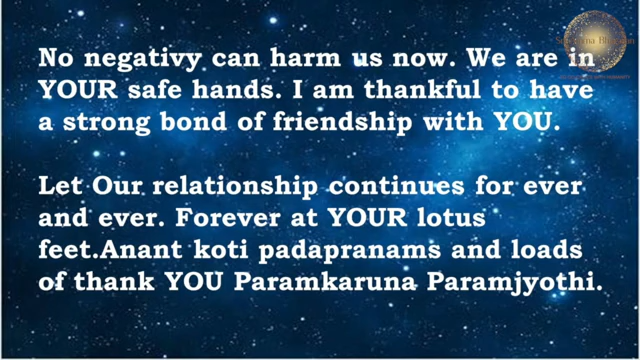 No negativy can harm us now. We are in
YOUR safe hands. I am thankful to have
a strong bond of friendship with YOU.
Let Our relationship continues for ever
and ever. Forever at YOUR lotus
feet.Anant koti padapranams and loads
of thank YOU Paramkaruna Paramjyothi.